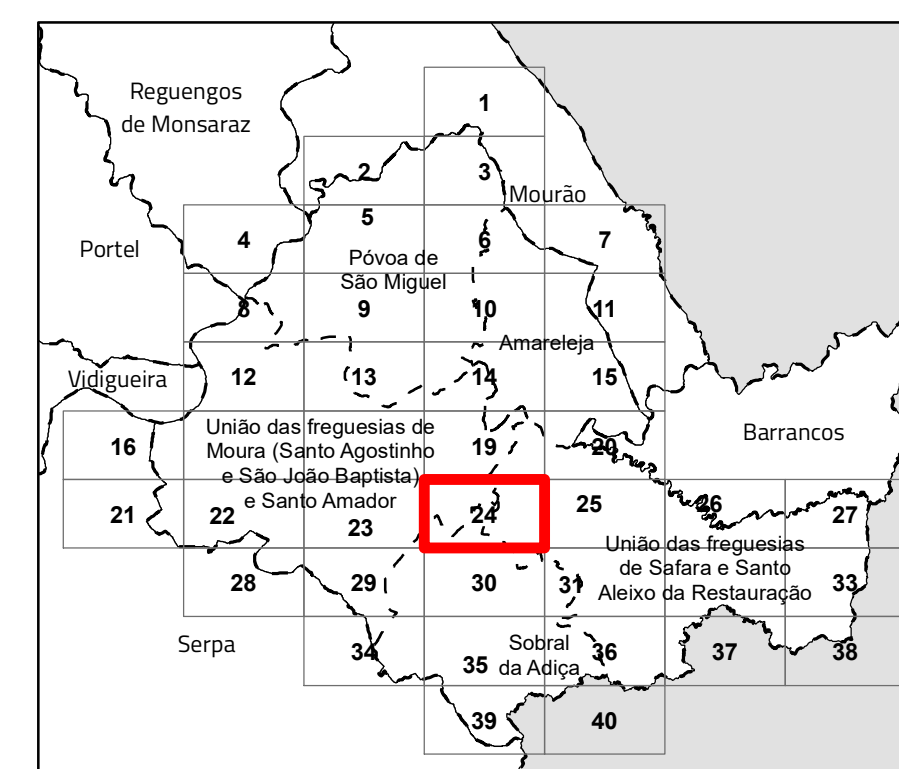 Reguengos
de Monsaraz
1
2
3
Mourão
4
5
6
7
Portel
Póvoa de
São Miguel
8
9
10
11
Amareleja
Vidigueira
12
13
14
15
16
União das freguesias de
Moura (Santo Agostinho
e São João Baptista)
e Santo Amador
19
20
Barrancos
21
22
23
24
25
26
27
União das freguesias
de Safara e Santo
Aleixo da Restauração
28
29
30
31
33
Serpa
34
35
Sobral
da Adiça
36
37
38
39
40